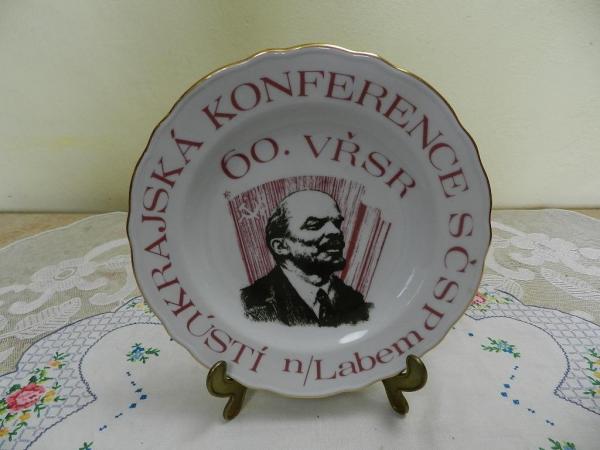 KRAJSKÁ KONFERENCE SČSP
ÚSTÍ n/Labem
60. VŘSR